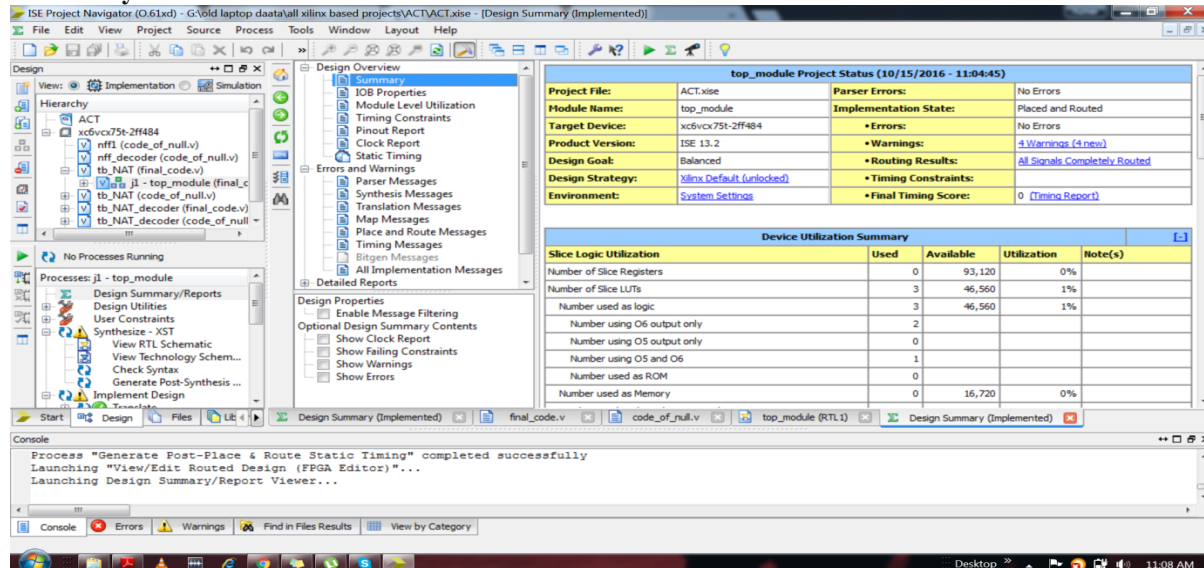 ISE Project Navigator (O.61xd) - G:\old laptop daata\all xilinx based projects\ACT\ACT.xise - [Design Summary (Implemented)]
File Edit View Project Source Process Tools Window Layout Help
Design
View: Implementation Simulation
Hierarchy
ACT
xc6vcx75t-2ff484
nff1 (code_of_null.v)
nff_decoder (code_of_null.v)
tb_NAT (final_code.v)
j1 - top_module (final_c
tb_NAT (code_of_null.v)
tb_NAT_decoder (final_code.v)
tb_NAT_decoder (code_of_null
No Processes Running
Processes: j1 - top_module
Design Summary/Reports
Design Utilities
User Constraints
Synthesize - XST
View RTL Schematic
View Technology Schem...
Check Syntax
Generate Post-Synthesis ...
Implement Design
Translate
Start Design Files Lib
Design Overview
Summary
IOB Properties
Module Level Utilization
Timing Constraints
Pinout Report
Clock Report
Static Timing
Errors and Warnings
Parser Messages
Synthesis Messages
Translation Messages
Map Messages
Place and Route Messages
Timing Messages
Bitgen Messages
All Implementation Messages
Detailed Reports
Design Properties
Enable Message Filtering
Optional Design Summary Contents
Show Clock Report
Show Failing Constraints
Show Warnings
Show Errors
top_module Project Status (10/15/2016 - 11:04:45)
Project File: ACT.xise Parser Errors: No Errors
Module Name: top_module Implementation State: Placed and Routed
Target Device: xc6vcx75t-2ff484 •Errors: No Errors
Product Version: ISE 13.2 •Warnings: 4 Warnings (4 new)
Design Goal: Balanced •Routing Results: All Signals Completely Routed
Design Strategy: Xilinx Default (unlocked) •Timing Constraints:
Environment: System Settings •Final Timing Score: 0 (Timing Report)
Device Utilization Summary [-]
Slice Logic Utilization Used Available Utilization Note(s)
Number of Slice Registers 0 93,120 0%
Number of Slice LUTs 3 46,560 1%
Number used as logic 3 46,560 1%
Number using O6 output only 2
Number using O5 output only 0
Number using O5 and O6 1
Number used as ROM 0
Number used as Memory 0 16,720 0%
Design Summary (Implemented) final_code.v code_of_null.v top_module (RTL1) Design Summary (Implemented)
Console
Process "Generate Post-Place & Route Static Timing" completed successfully
Launching "View/Edit Routed Design (FPGA Editor)"...
Launching Design Summary/Report Viewer...
Console Errors Warnings Find in Files Results View by Category
Desktop 11:08 AM